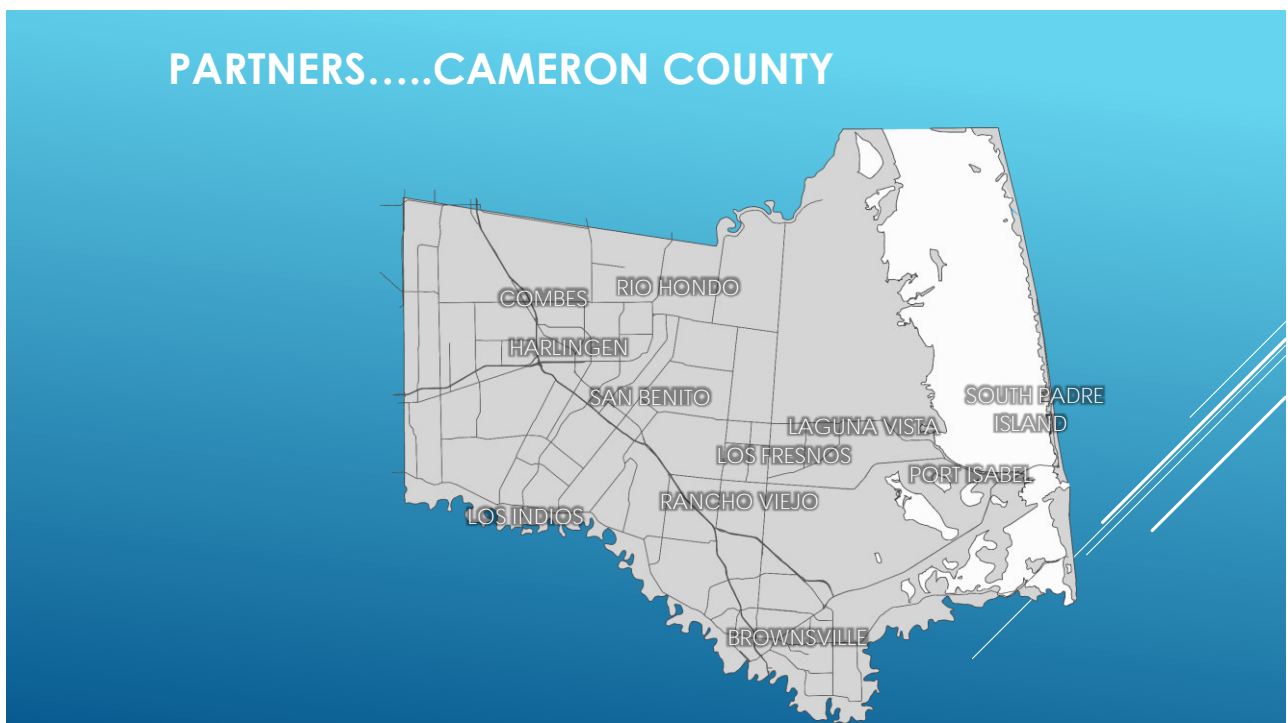 PARTNERS.....CAMERON COUNTY
RIO HONDO
COMBES
HARLINGEN
SAN BENITO
SOUTH PADRE
ISLAND
LAGUNA VISTA
LOS FRESNOS
PORT ISABEL
RANCHO VIEJO
LOS INDIOS
BROWNSVILLE